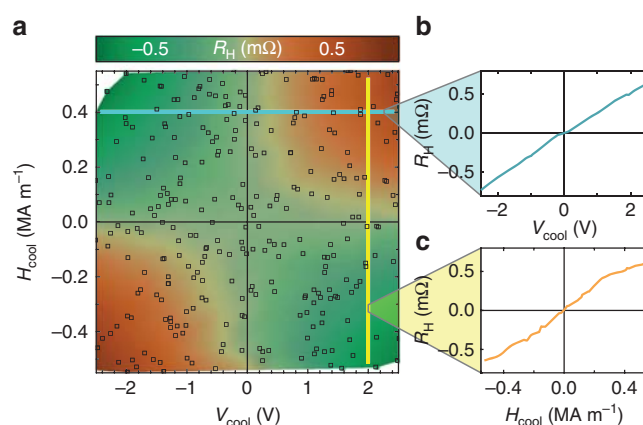 a
−0.5 R_H (mΩ) 0.5
H_cool (MA m⁻¹)
0.4
0.2
0.0
−0.2
−0.4
−2 −1 0 1 2
V_cool (V)
b
R_H (mΩ)
0.5
0.0
−0.5
−2 0 2
V_cool (V)
c
R_H (mΩ)
0.5
0.0
−0.5
−0.4 0.0 0.4
H_cool (MA m⁻¹)